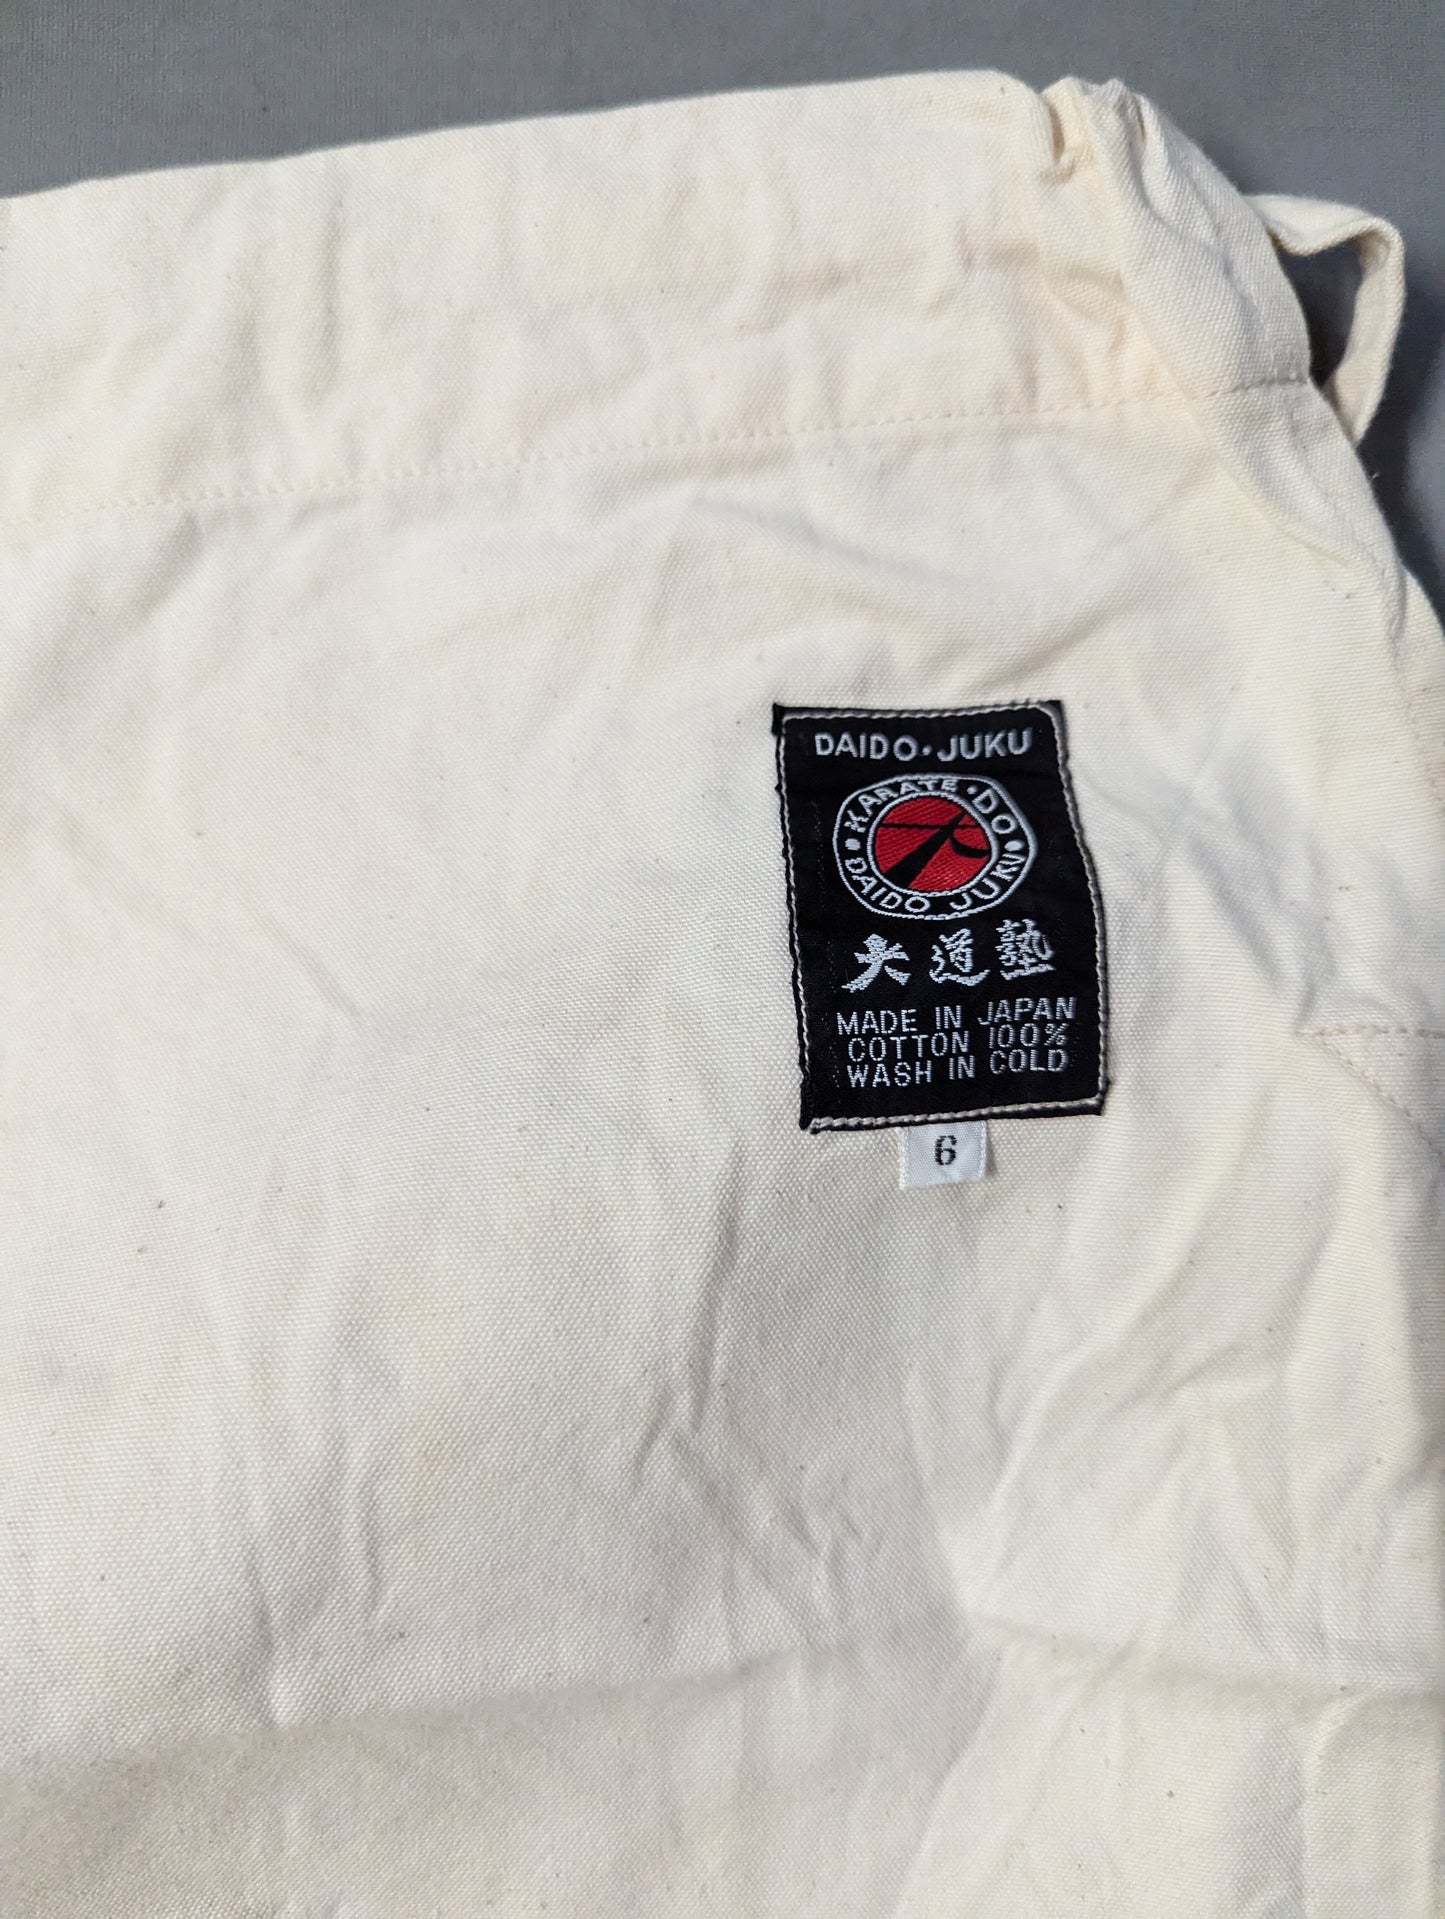 DAIDO・JUKU
KARATE・DO
DAIDO JUKU
大道塾
MADE IN JAPAN
COTTON 100%
WASH IN COLD
6